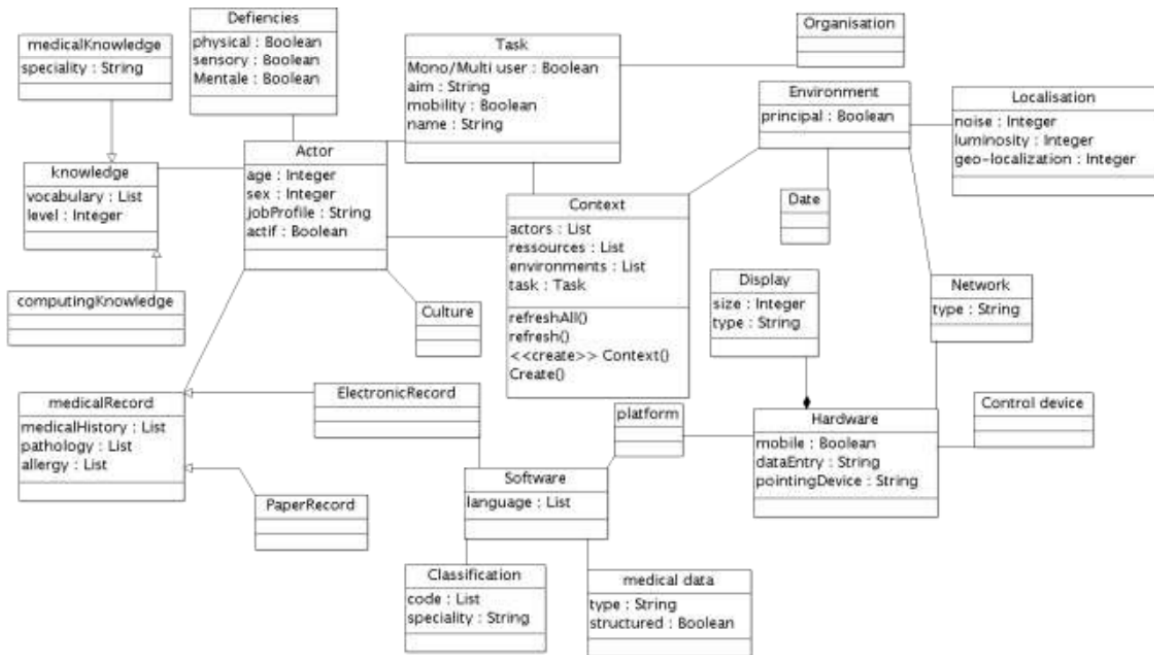 Defiencies
physical : Boolean
sensory : Boolean
Mentale : Boolean
medicalKnowledge
speciality : String
Task
Mono/Multi user : Boolean
aim : String
mobility : Boolean
name : String
Organisation
Environment
principal : Boolean
Localisation
noise : Integer
luminosity : Integer
geo-localization : Integer
Actor
age : Integer
sex : Integer
jobProfile : String
actif : Boolean
knowledge
vocabulary : List
level : Integer
Context
actors : List
ressources : List
environments : List
task : Task
refreshAll()
refresh()
<<create>> Context()
Create()
Date
computingKnowledge
Culture
Display
size : Integer
type : String
Network
type : String
medicalRecord
medicalHistory : List
pathology : List
allergy : List
ElectronicRecord
platform
Hardware
mobile : Boolean
dataEntry : String
pointingDevice : String
Control device
PaperRecord
Software
language : List
Classification
code : List
speciality : String
medical data
type : String
structured : Boolean